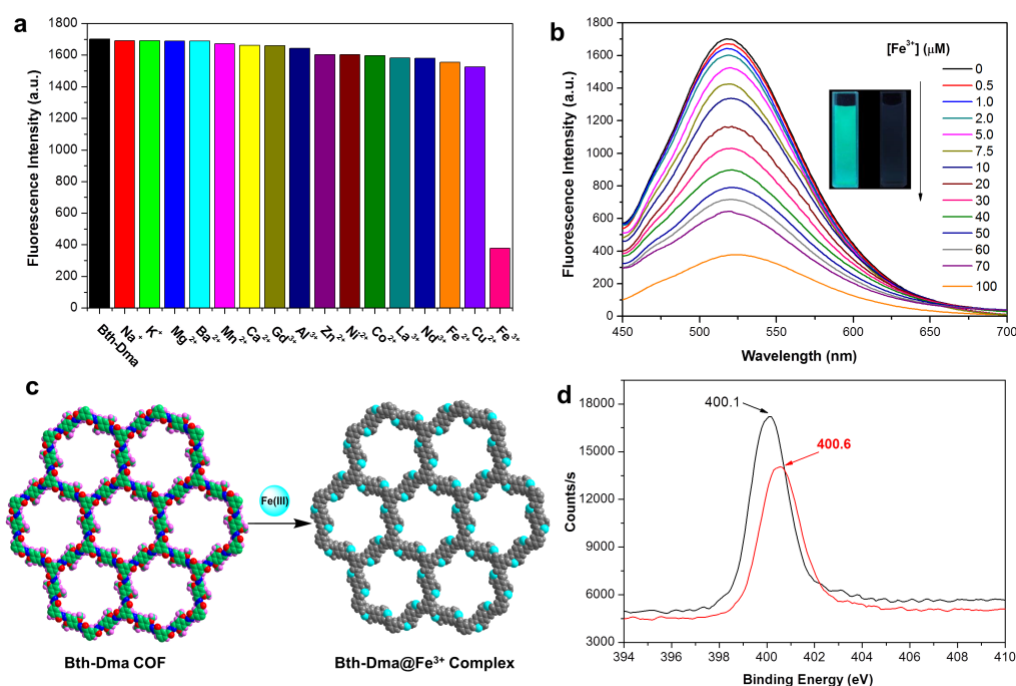 a
Fluorescence Intensity (a.u.)
1800
1600
1400
1200
1000
800
600
400
200
0
Bth-Dma
Na⁺
K⁺
Mg²⁺
Ba²⁺
Mn²⁺
Ca²⁺
Gd³⁺
Al³⁺
Zn²⁺
Ni²⁺
Co²⁺
La³⁺
Nd³⁺
Fe²⁺
Cu²⁺
Fe³⁺
b
Fluorescence Intensity (a.u.)
1800
1600
1400
1200
1000
800
600
400
200
0
450 500 550 600 650 700
Wavelength (nm)
[Fe³⁺] (μM)
0
0.5
1.0
2.0
5.0
7.5
10
20
30
40
50
60
70
100
c
Fe(III)
Bth-Dma COF
Bth-Dma@Fe³⁺ Complex
d
Counts/s
18000
15000
12000
9000
6000
3000
400.1
400.6
394 396 398 400 402 404 406 408 410
Binding Energy (eV)